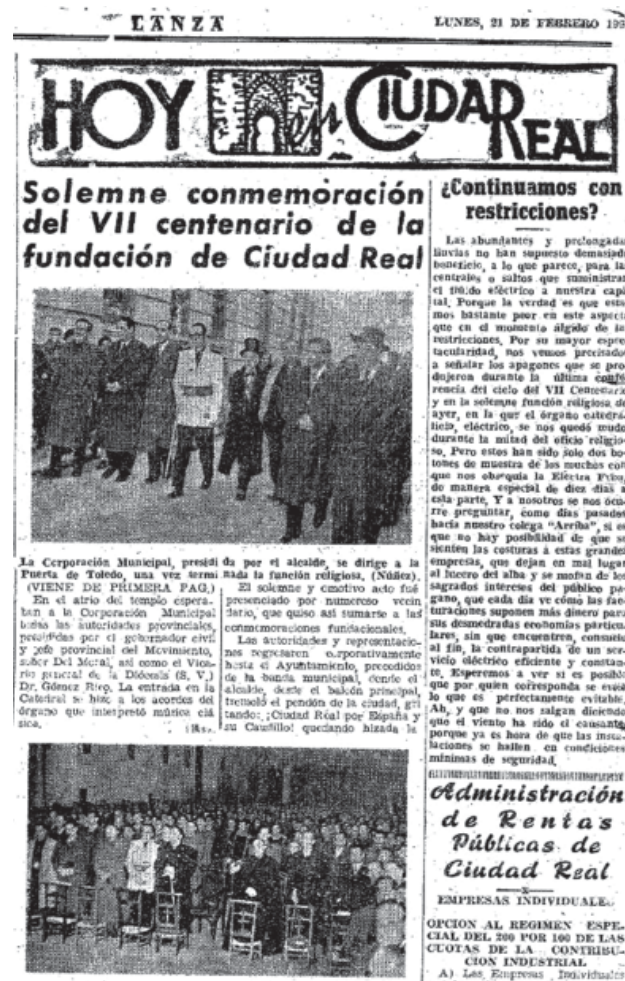 LANZA
LUNES, 21 DE FEBRERO 195
HOY en CIUDAD REAL
Solemne conmemoración
del VII centenario de la
fundación de Ciudad Real
La Corporación Municipal, presidi da por el alcalde, se dirige a la
Puerta de Toledo, una vez termi nada la función religiosa, (Núñez).
(VIENE DE PRIMERA PAG.)
En el atrio del templo espera-
ban a la Corporación Municipal
todas las autoridades provinciales,
presididas por el gobernador civil
y jefe provincial del Movimiento,
señor Del Moral, así como el Vica-
rio general de la Diócesis (S. V.)
Dr. Gómez Rico. La entrada en la
Catedral se hizo a los acordes del
órgano que interpretó música clá
sica.
El solemne y emotivo acto fué
presenciado por numeroso vecin
dario, que quiso así sumarse a las
conmemoraciones fundacionales.
Las autoridades y representacio-
nes regresaron corporativamente
hasta el Ayuntamiento, precedidos
de la banda municipal, donde el
alcalde, desde el balcón principal,
tremoló el pendón de la ciudad, gri
tando: ¡Ciudad Real por España y
su Caudillo! quedando izada la
¿Continuamos con
restricciones?
Las abundantes y prolongada
lluvias no han supuesto demasiad
beneficio, a lo que parece, para la
centrales o saltos que suministra
el flúido eléctrico a nuestra capi
tal. Porque la verdad es que esta
mos bastante peor en este aspect
que en el momento álgido de la
restricciones. Por su mayor espec
tacularidad, nos vemos precisado
a señalar los apagones que se pro
dujeron durante la última confe
rencia del ciclo del VII Centenari
y en la solemne función religiosa de
ayer, en la que el órgano catedra
licio, eléctrico, se nos quedó mudo
durante la mitad del oficio religio
so. Pero estos han sido solo dos bo
tones de muestra de los muchos con
que nos obsequia la Eléctra
de manera especial de diez días a
esta parte, Y a nosotros se nos ocu
rre preguntar, como días pasados
hacía nuestro colega "Arriba", si es
que no hay posibilidad de que se
sienten las costuras a estas grandes
empresas, que dejan en mal lugar
al lucero del alba y se mofan de los
sagrados intereses del público pa
gano, que cada día ve cómo las fac
turaciones suponen más dinero para
sus desmedradas economías particu
lares, sin que encuentren, consuelo
al fin, la contrapartida de un ser
vicio eléctrico eficiente y constan
te. Esperemos a ver si es posible
que por quien corresponda se evite
lo que es perfectamente evitable.
Ah, y que no nos salgan diciendo
que el viento ha sido el causante,
porque ya es hora de que las insta
laciones se hallen en condiciones
mínimas de seguridad.
Administración
de Rentas
Públicas de
Ciudad Real
EMPRESAS INDIVIDUALES
OPCION AL REGIMEN ESPE-
CIAL DEL 200 POR 100 DE LAS
CUOTAS DE LA CONTRIBU-
CION INDUSTRIAL
A) Las Empresas Individuales